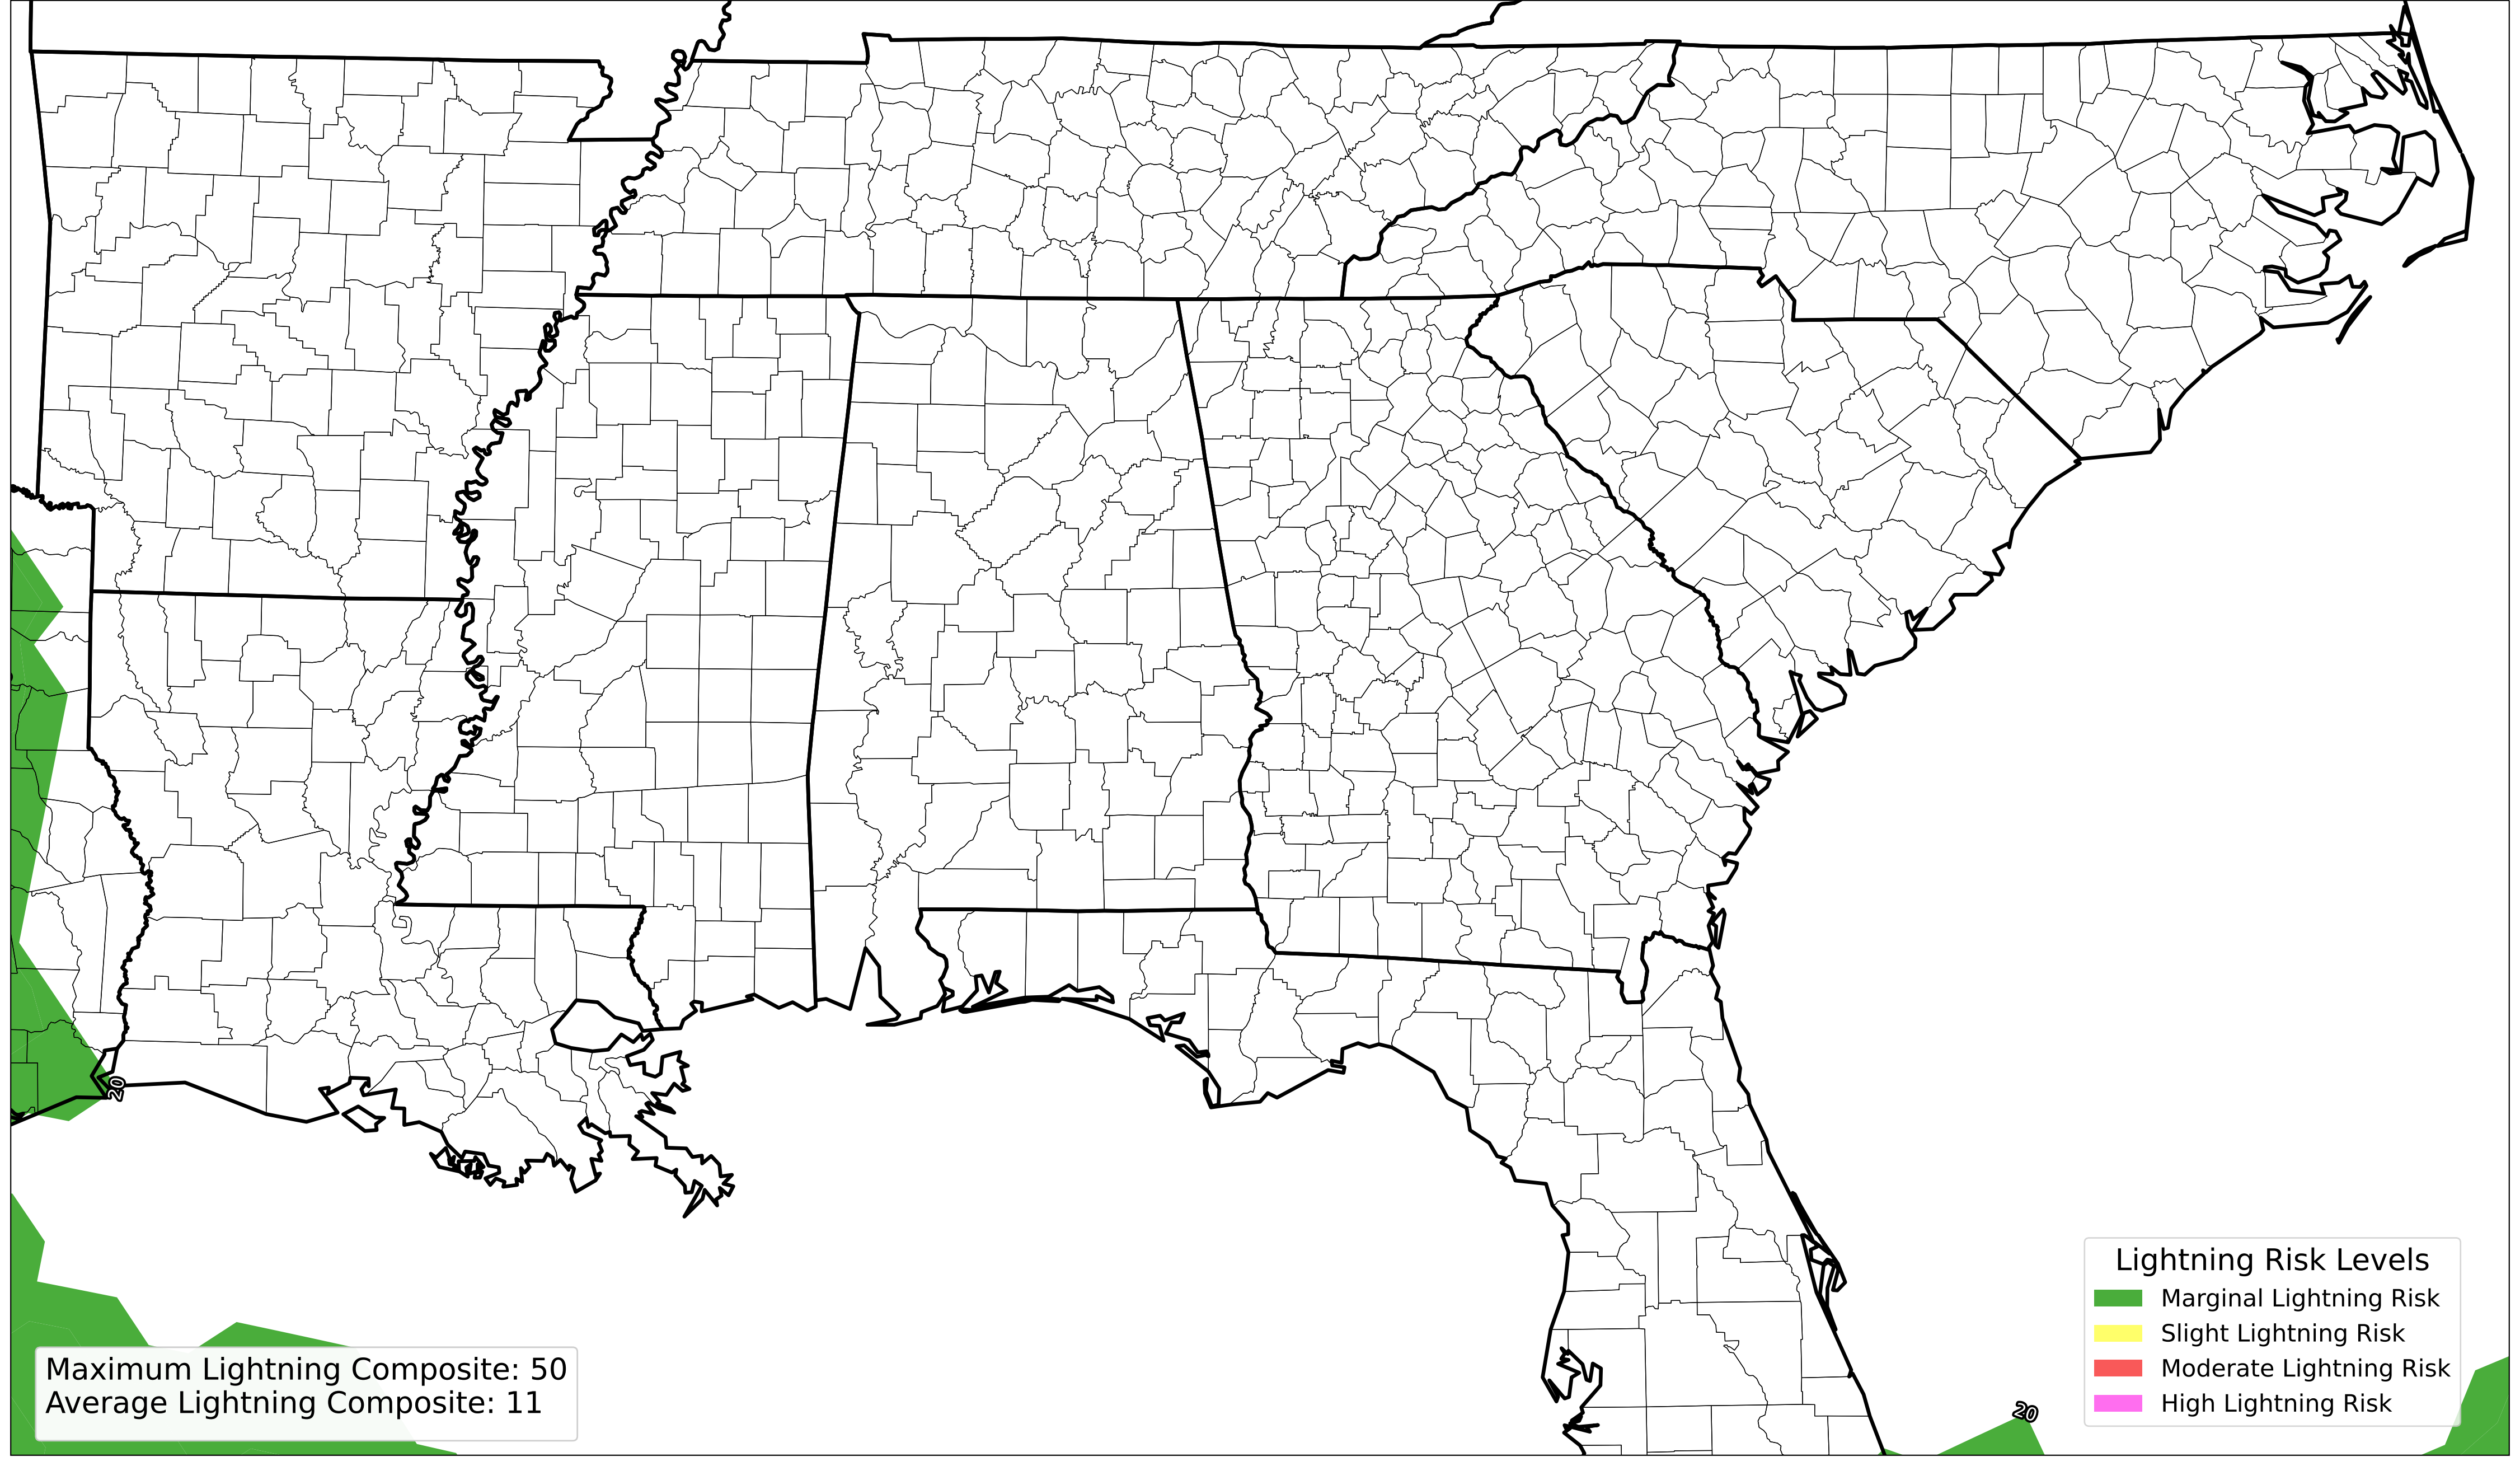 20
Maximum Lightning Composite: 50
Average Lightning Composite: 11
Lightning Risk Levels
Marginal Lightning Risk
Slight Lightning Risk
Moderate Lightning Risk
High Lightning Risk
20